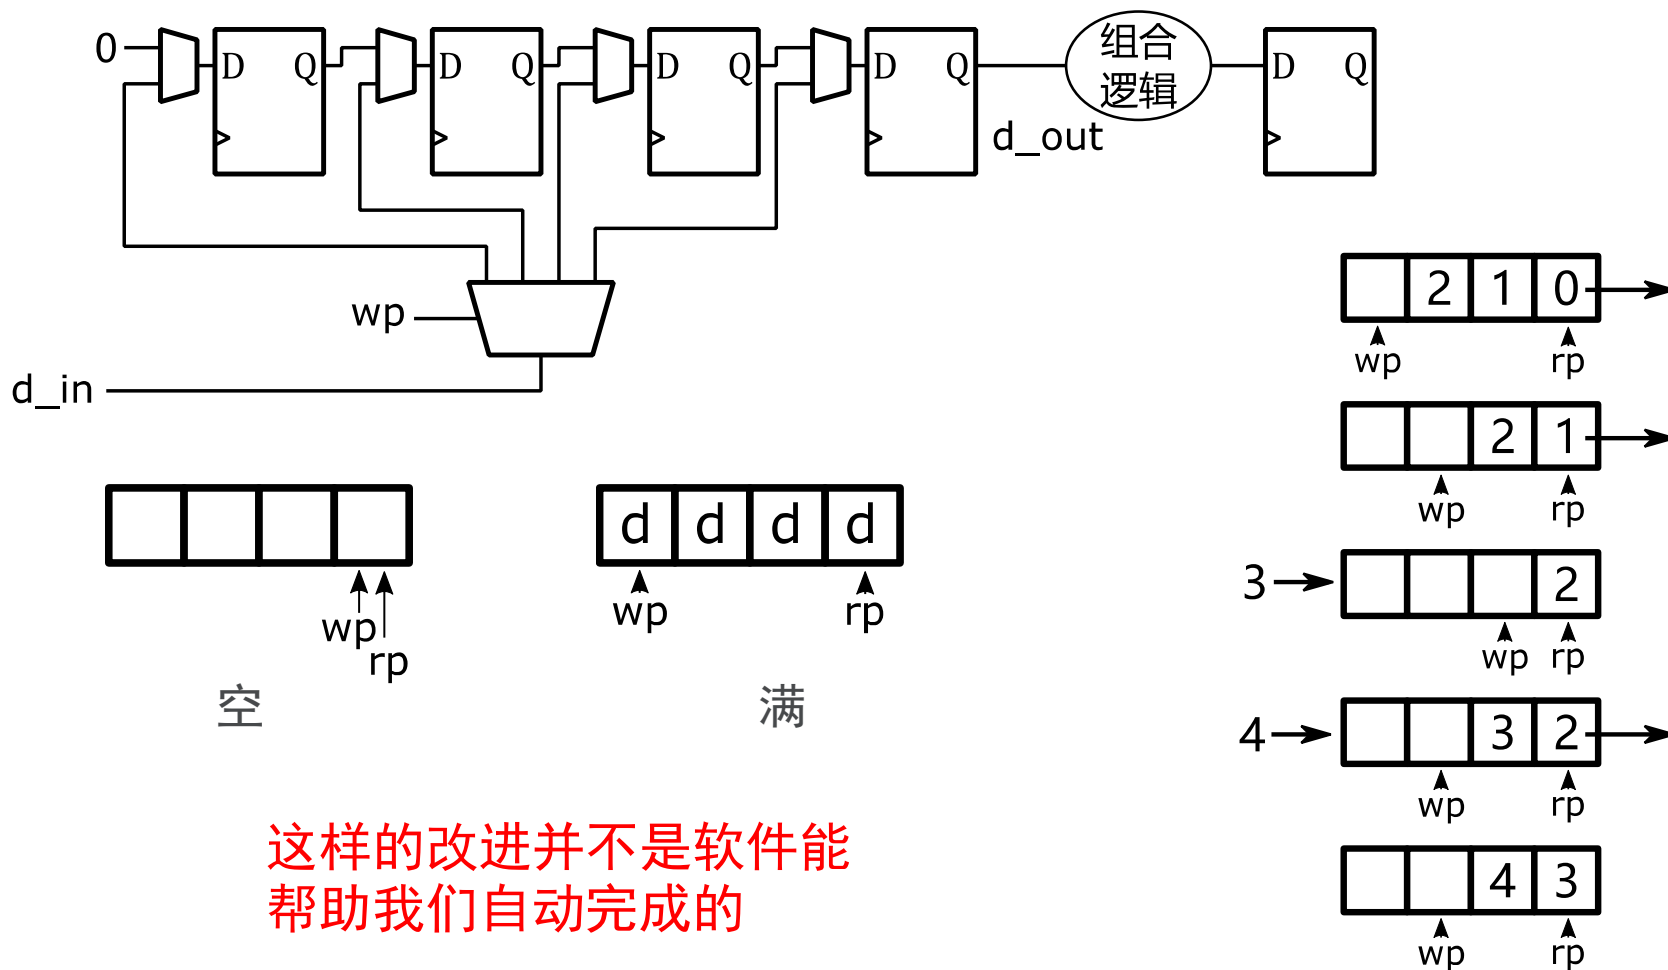 0
D Q D Q D Q D Q 组合 D Q
逻辑
d_out
wp
d_in
2 1 0
wp rp
2 1
wp rp
3 2
wp rp
4 3 2
wp rp
4 3
wp rp
d d d d
wp
rp
wp rp
空 满
这样的改进并不是软件能
帮助我们自动完成的